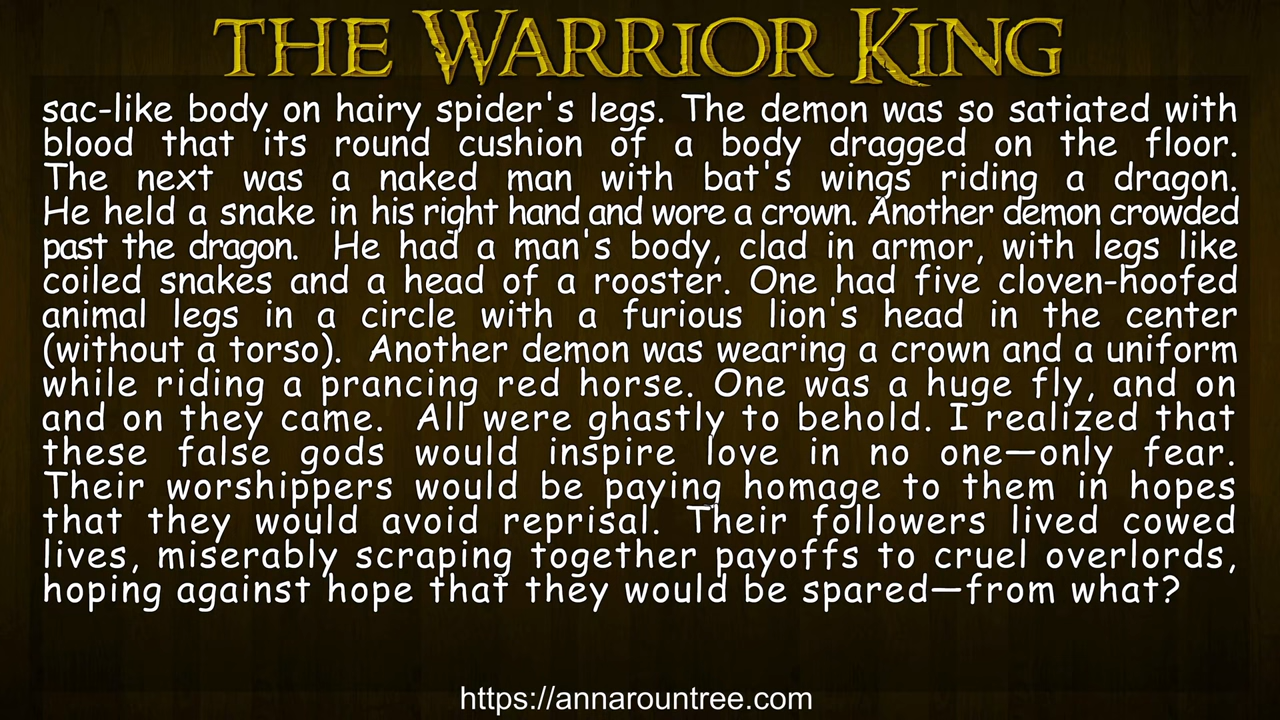 THE WARRIOR KING
sac-like body on hairy spider's legs. The demon was so satiated with
blood that its round cushion of a body dragged on the floor.
The next was a naked man with bat's wings riding a dragon.
He held a snake in his right hand and wore a crown. Another demon crowded
past the dragon. He had a man's body, clad in armor, with legs like
coiled snakes and a head of a rooster. One had five cloven-hoofed
animal legs in a circle with a furious lion's head in the center
(without a torso). Another demon was wearing a crown and a uniform
while riding a prancing red horse. One was a huge fly, and on
and on they came. All were ghastly to behold. I realized that
these false gods would inspire love in no one—only fear.
Their worshippers would be paying homage to them in hopes
that they would avoid reprisal. Their followers lived cowed
lives, miserably scraping together payoffs to cruel overlords,
hoping against hope that they would be spared—from what?
https://annarountree.com